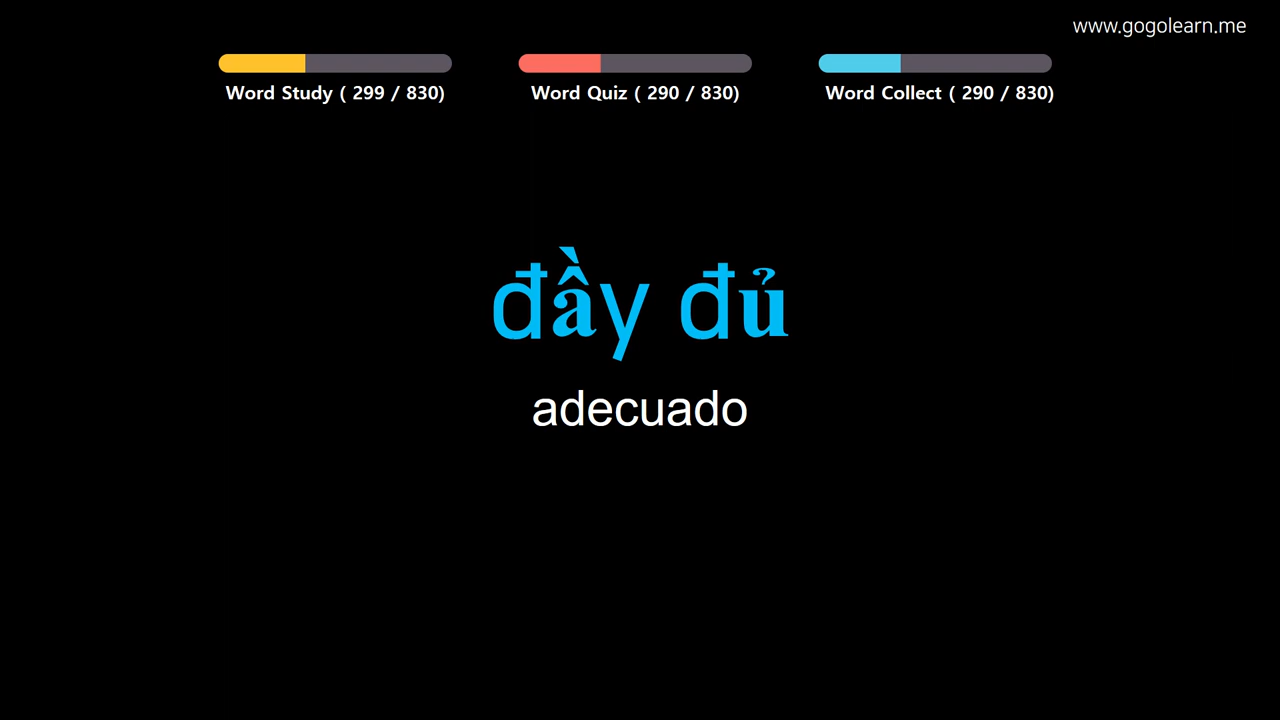 www.gogolearn.me
Word Study ( 299 / 830)
Word Quiz ( 290 / 830)
Word Collect ( 290 / 830)
đầy đủ
adecuado